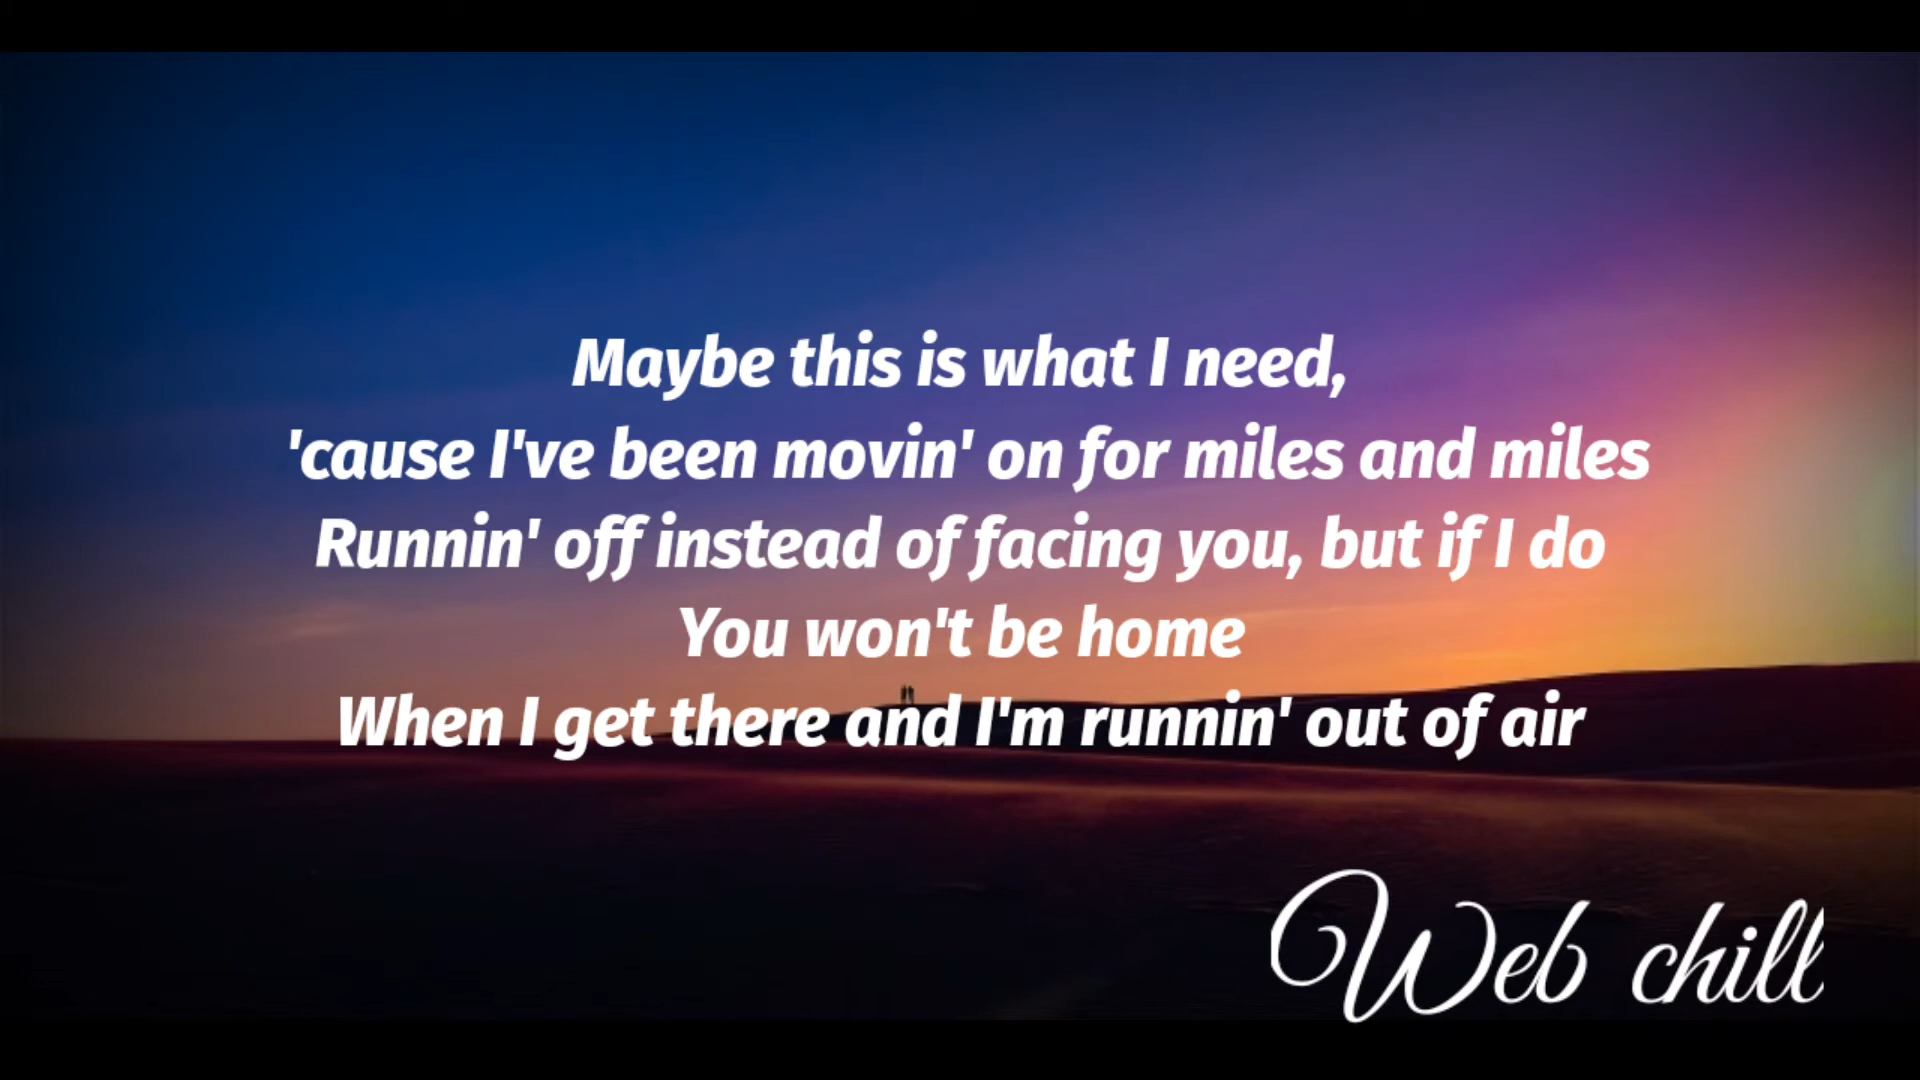 Maybe this is what I need,
'cause I've been movin' on for miles and miles
Runnin' off instead of facing you, but if I do
You won't be home
When I get there and I'm runnin' out of air
Web chill